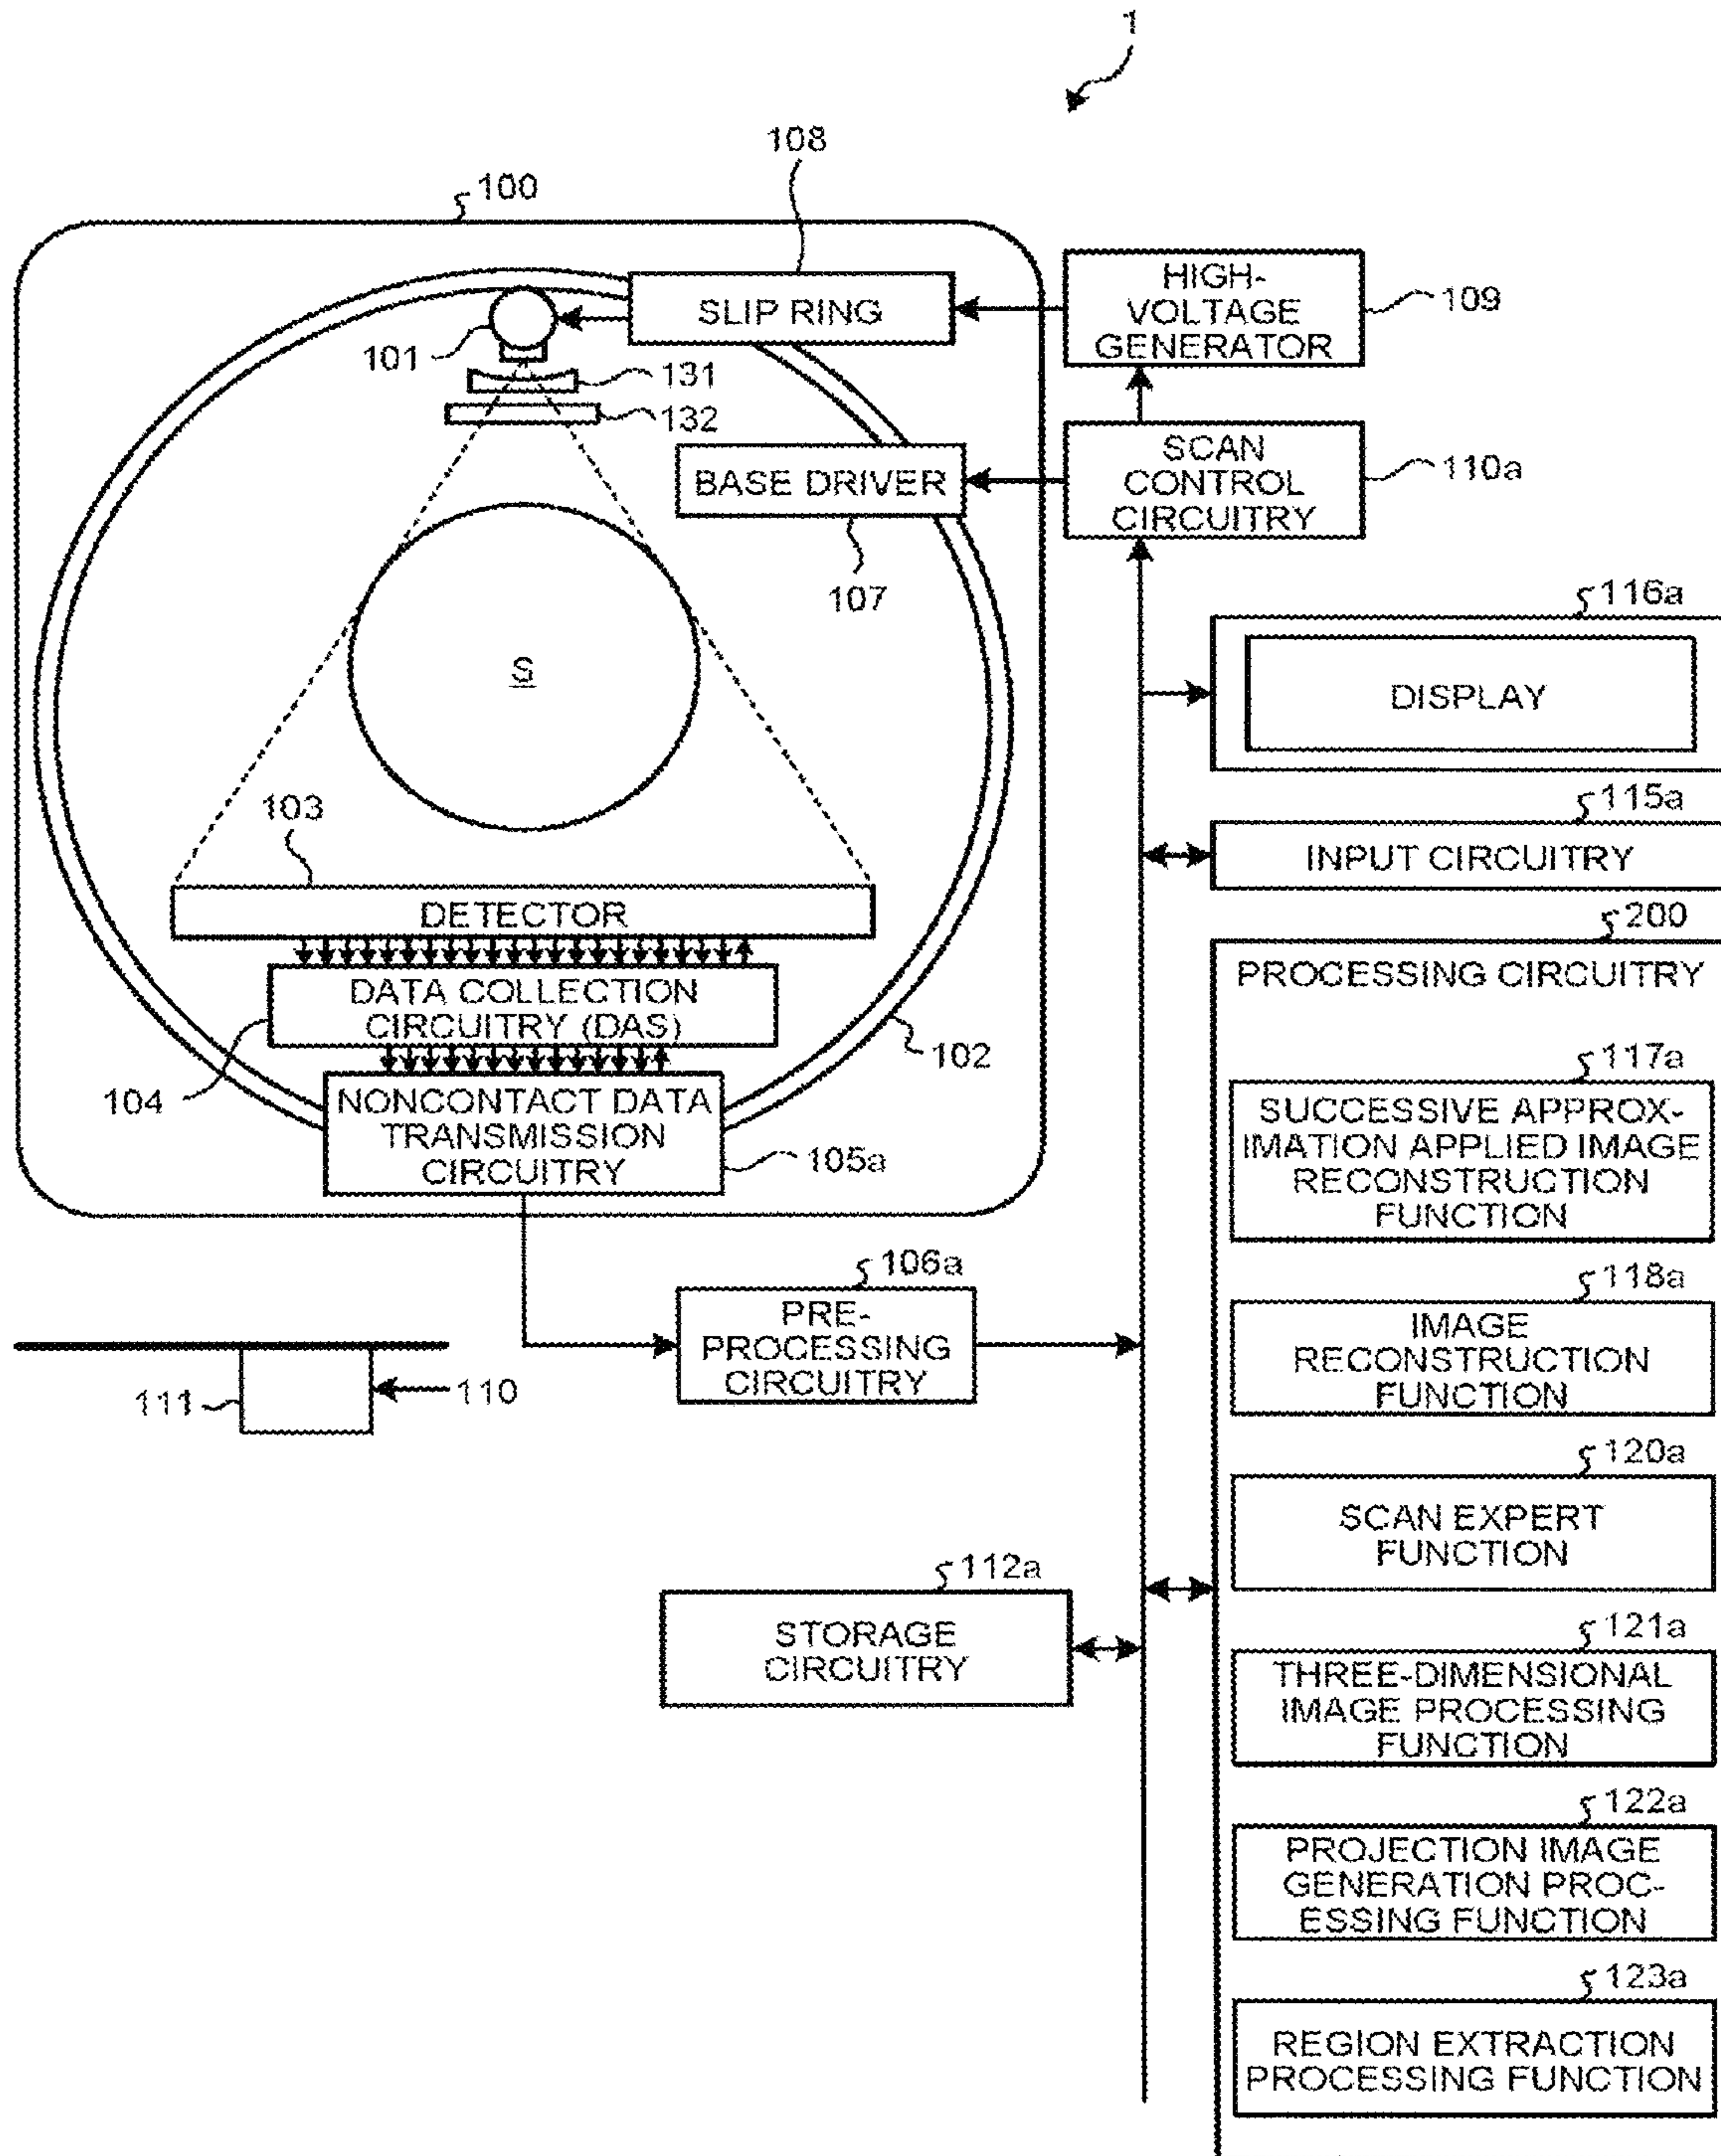 1
108
100
SLIP RING
HIGH-
VOLTAGE
GENERATOR
109
101
131
132
BASE DRIVER
107
SCAN
CONTROL
CIRCUITRY
110a
S
116a
DISPLAY
115a
INPUT CIRCUITRY
103
DETECTOR
DATA COLLECTION
CIRCUITRY (DAS)
104
102
NONCONTACT DATA
TRANSMISSION
CIRCUITRY
105a
200
PROCESSING CIRCUITRY
117a
SUCCESSIVE APPROX-
IMATION APPLIED IMAGE
RECONSTRUCTION
FUNCTION
106a
PRE-
PROCESSING
CIRCUITRY
111
110
118a
IMAGE
RECONSTRUCTION
FUNCTION
120a
SCAN EXPERT
FUNCTION
112a
STORAGE
CIRCUITRY
121a
THREE-DIMENSIONAL
IMAGE PROCESSING
FUNCTION
122a
PROJECTION IMAGE
GENERATION PROC-
ESSING FUNCTION
123a
REGION EXTRACTION
PROCESSING FUNCTION